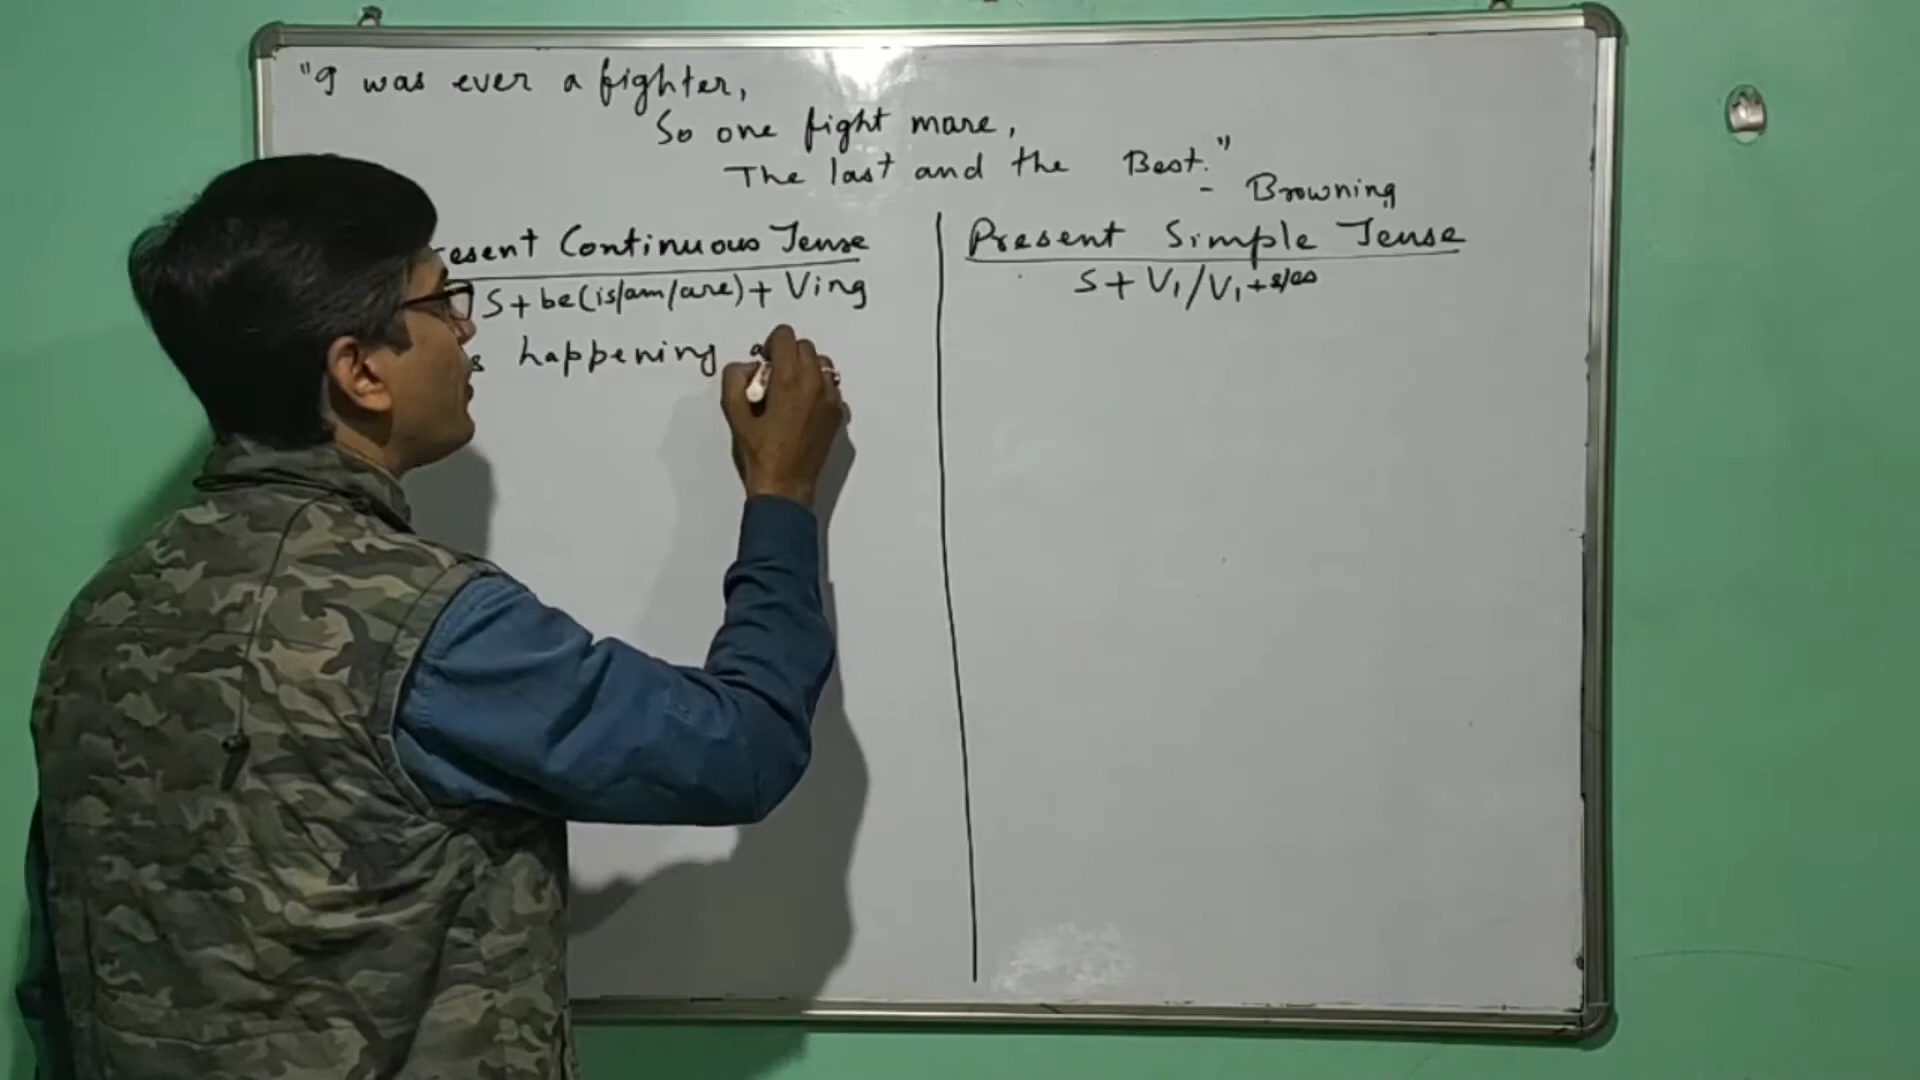 "I was ever a fighter,
So one fight more,
The last and the Best."
- Browning
resent Continuous Tense
S+be(is/am/are)+ Ving
happening
Present Simple Tense
S+V1/V1+s/es